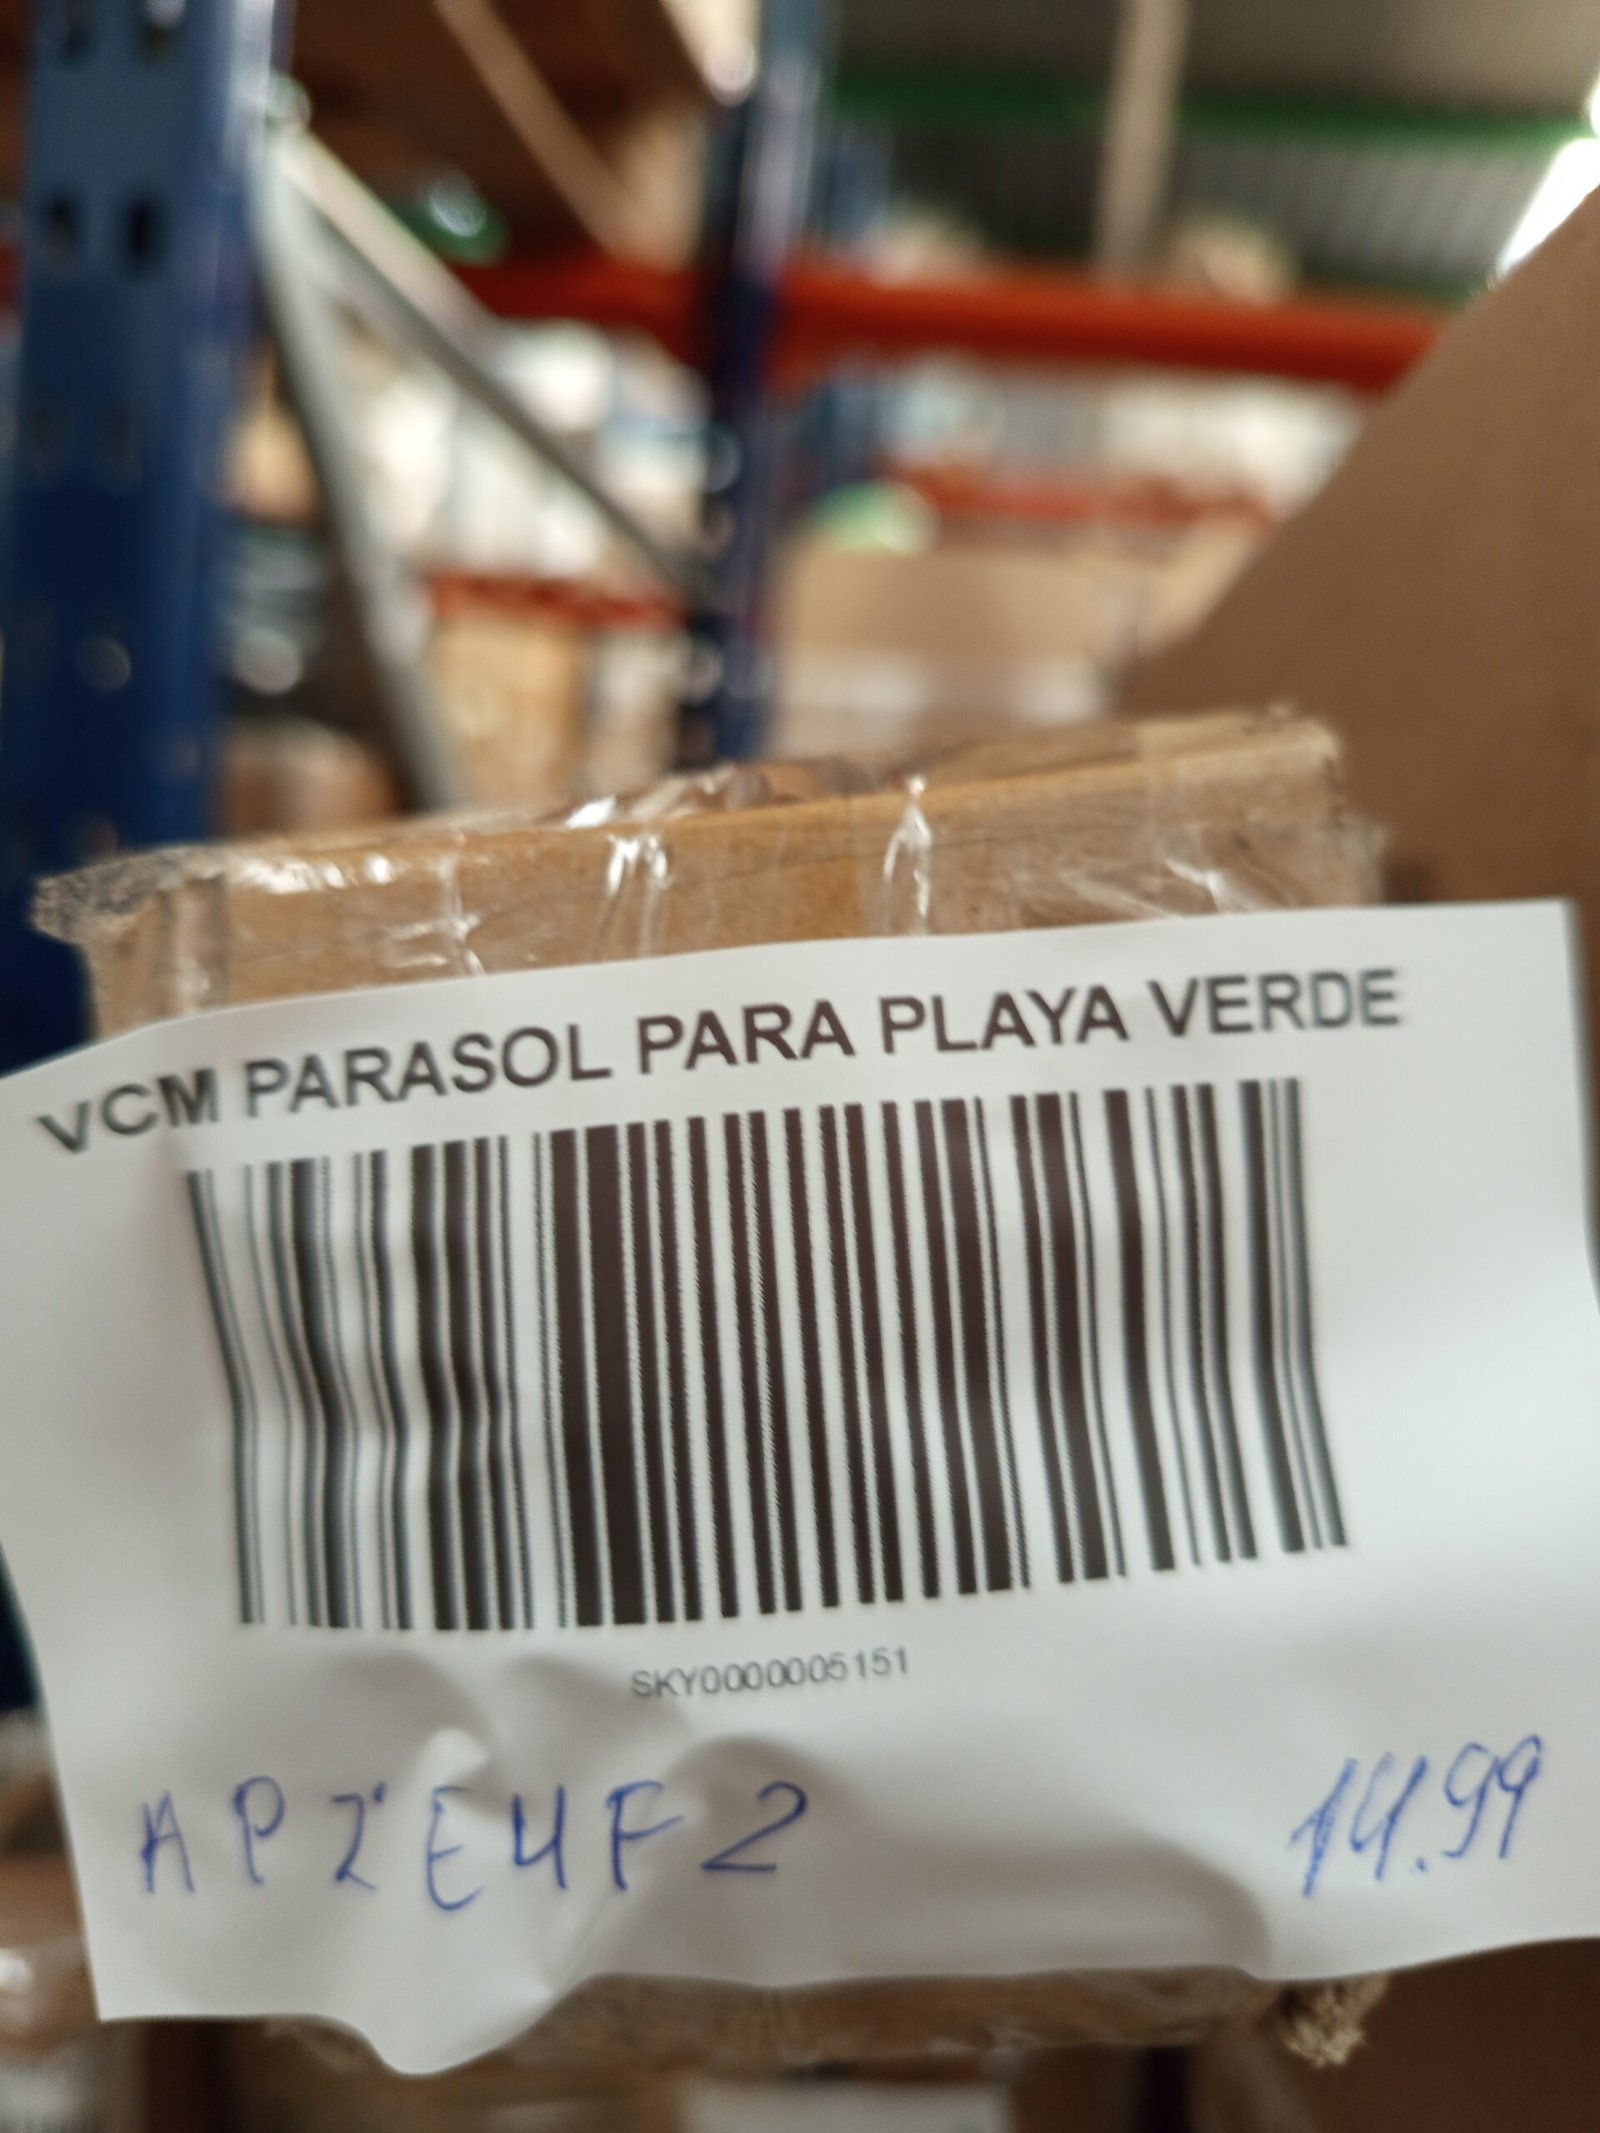 VCM PARASOL PARA PLAYA VERDE
SKY0000005151
APZE4F2 14.99